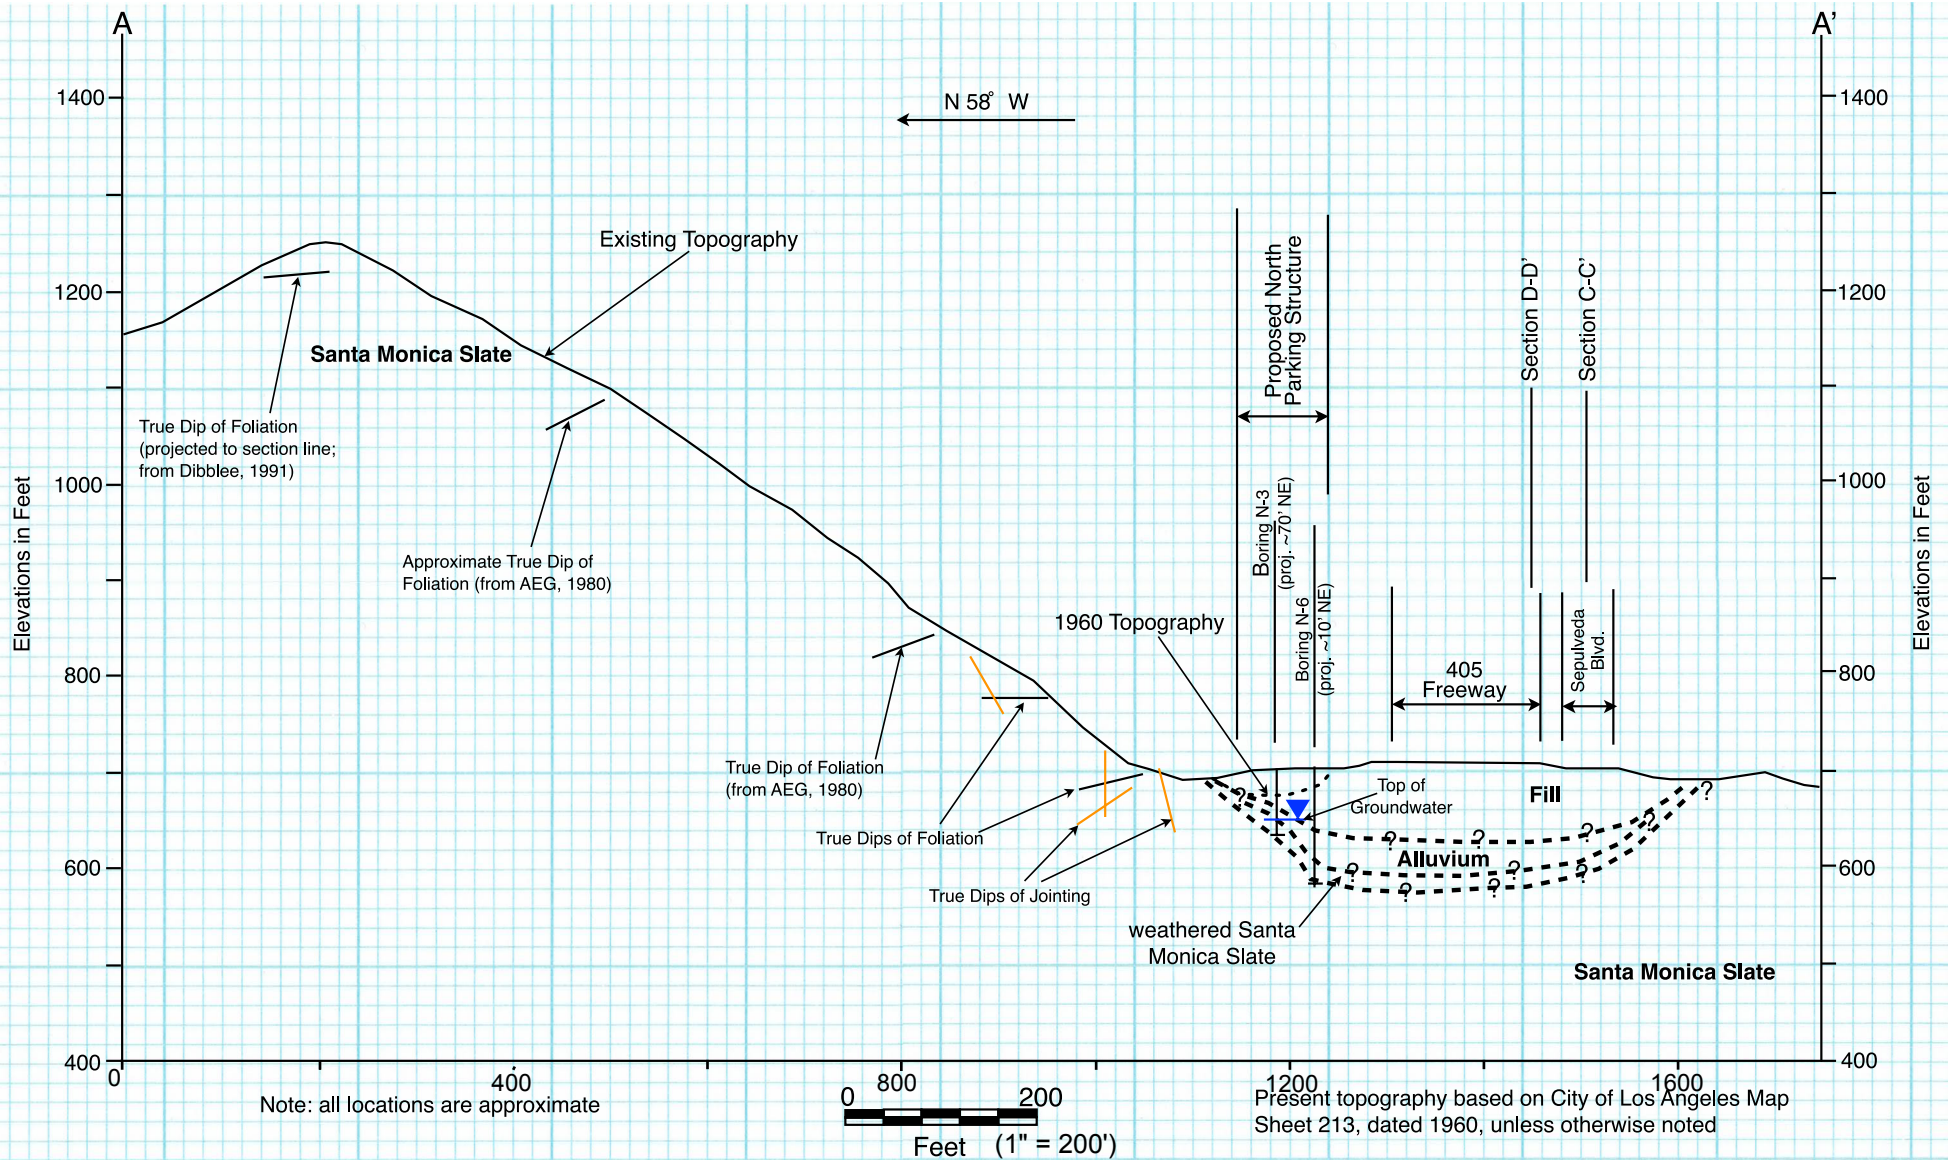 A
A'
1400
1400
N 58° W
Existing Topography
1200
1200
Santa Monica Slate
Proposed North
Parking Structure
Section D-D'
Section C-C'
True Dip of Foliation
(projected to section line;
from Dibblee, 1991)
1000
1000
Elevations in Feet
Elevations in Feet
Boring N-3
(proj. ~70' NE)
Approximate True Dip of
Foliation (from AEG, 1980)
Boring N-6
(proj. ~10' NE)
1960 Topography
Sepulveda
Blvd.
405
Freeway
800
800
True Dip of Foliation
(from AEG, 1980)
Top of
Groundwater
Fill
?
?
True Dips of Foliation
?
?
?
?
Alluvium
600
600
?
?
?
?
?
?
True Dips of Jointing
weathered Santa
Monica Slate
Santa Monica Slate
400
400
0
400
800
1200
1600
Note: all locations are approximate
0
200
Feet (1" = 200')
Present topography based on City of Los Angeles Map
Sheet 213, dated 1960, unless otherwise noted